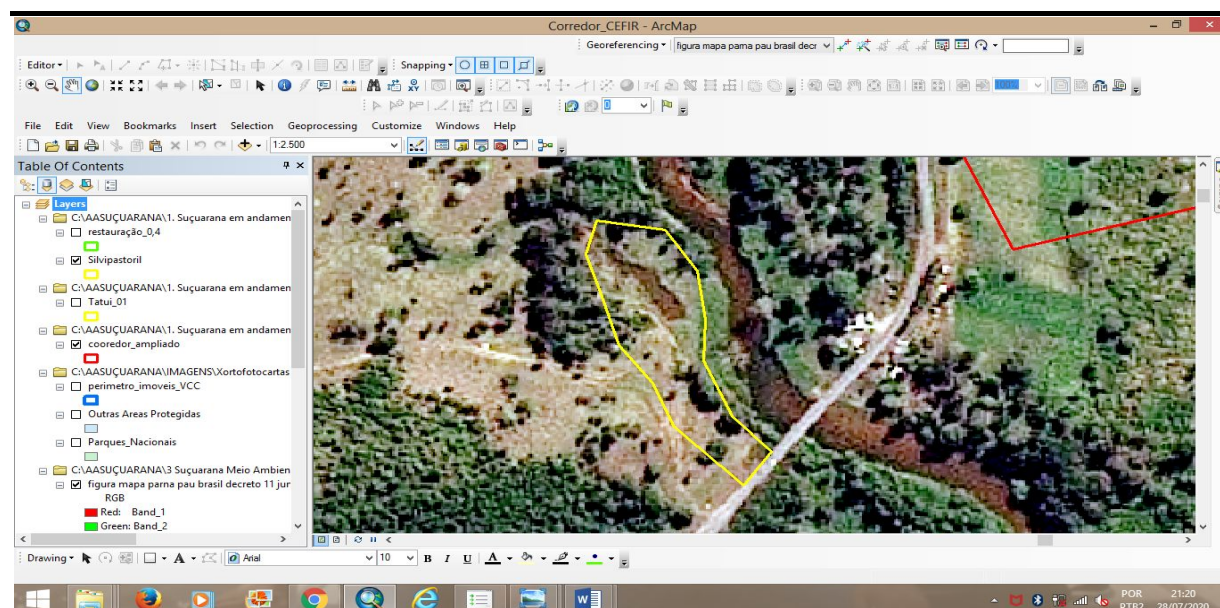 Corredor_CEFIR - ArcMap
Georeferencing
figura mapa parna pau brasil decr
Editor
Snapping
100%
0
File Edit View Bookmarks Insert Selection Geoprocessing Customize Windows Help
1:2.500
Table Of Contents
Layers
C:\AASUÇUARANA\1. Suçuarana em andamen
restauração_0,4
Silvipastoril
C:\AASUÇUARANA\1. Suçuarana em andamen
Tatui_01
C:\AASUÇUARANA\1. Suçuarana em andamen
cooredor_ampliado
C:\AASUÇUARANA\IMAGENS\Xortofotocartas
perimetro_imoveis_VCC
Outras Areas Protegidas
Parques_Nacionais
C:\AASUÇUARANA\3 Suçuarana Meio Ambien
figura mapa parna pau brasil decreto 11 jur
RGB
Red: Band_1
Green: Band_2
Drawing
A
Arial
10
B I U A
POR 21:20
PTB2 28/07/2020